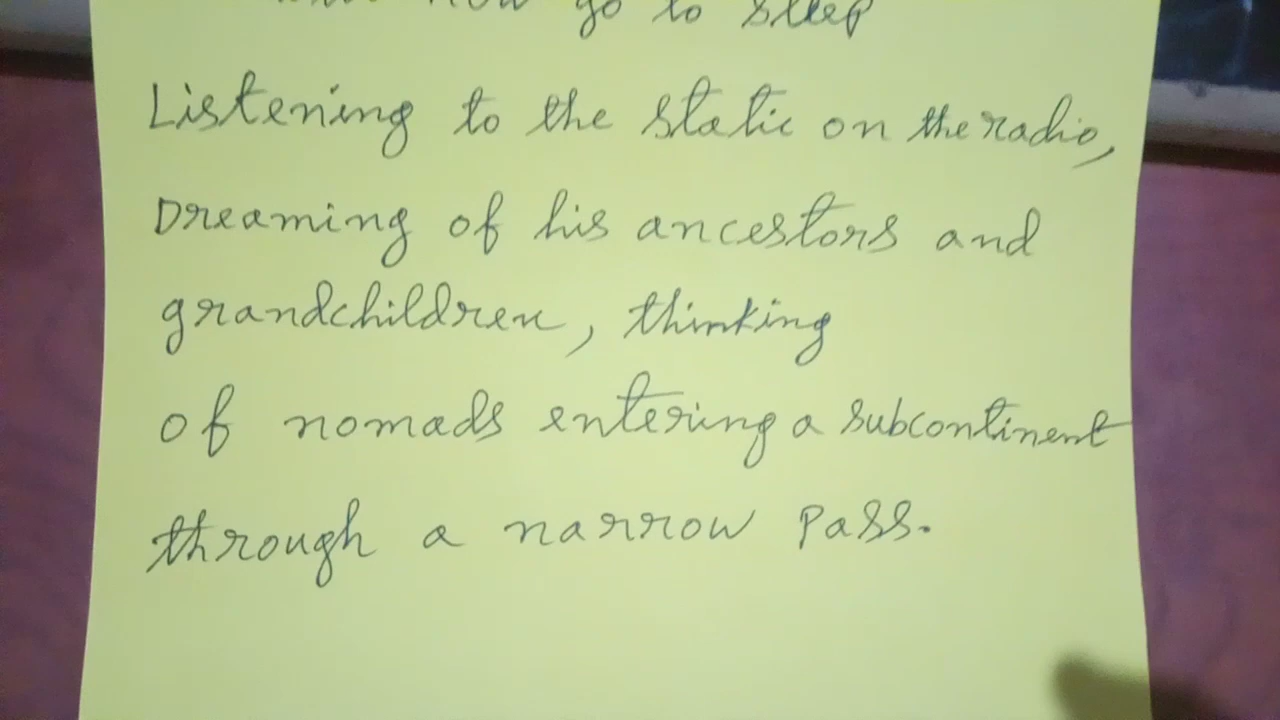 now go to sleep
Listening to the static on the radio,
Dreaming of his ancestors and
grandchildren, thinking
of nomads entering a subcontinent
through a narrow pass.